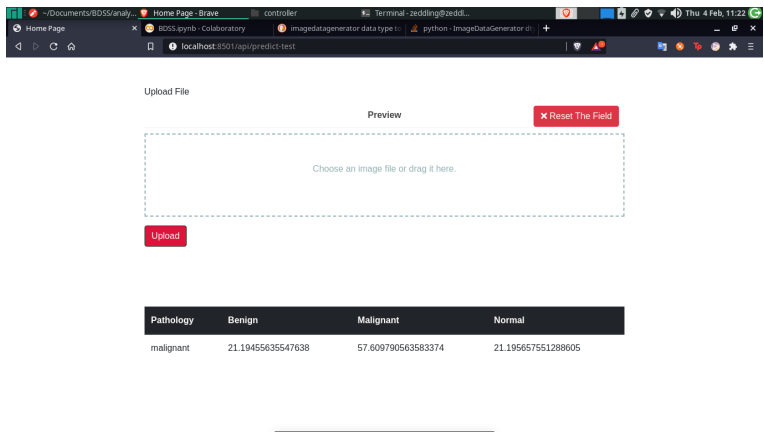 ~/Documents/BDSS/analy... Home Page - Brave controller Terminal - zeddling@zeddl... Thu 4 Feb, 11:22
Home Page BDSS.ipynb - Colaboratory imagedatagenerator data type to python - ImageDataGenerator dt
localhost:8501/api/predict-test
Upload File
Preview
Reset The Field
Choose an image file or drag it here.
Upload
Pathology Benign Malignant Normal
malignant 21.19455635547638 57.609790563583374 21.195657551288605